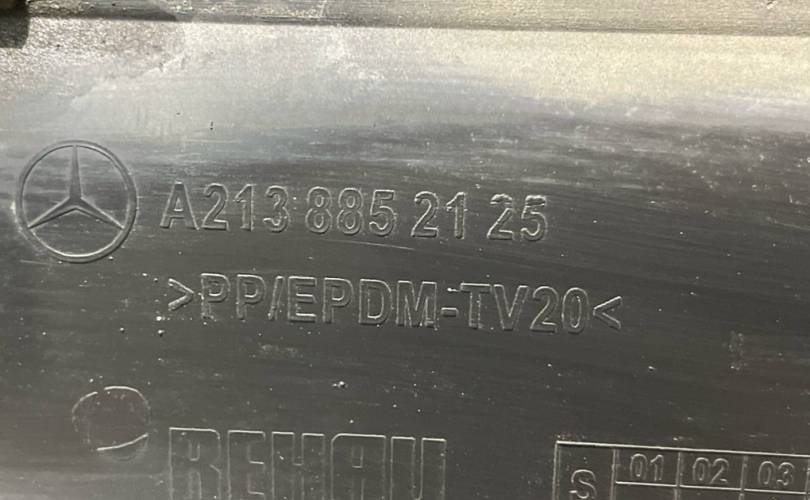 A213 885 21 25
>PP/EPDM-TV20<
REHAU
S 01 02 03